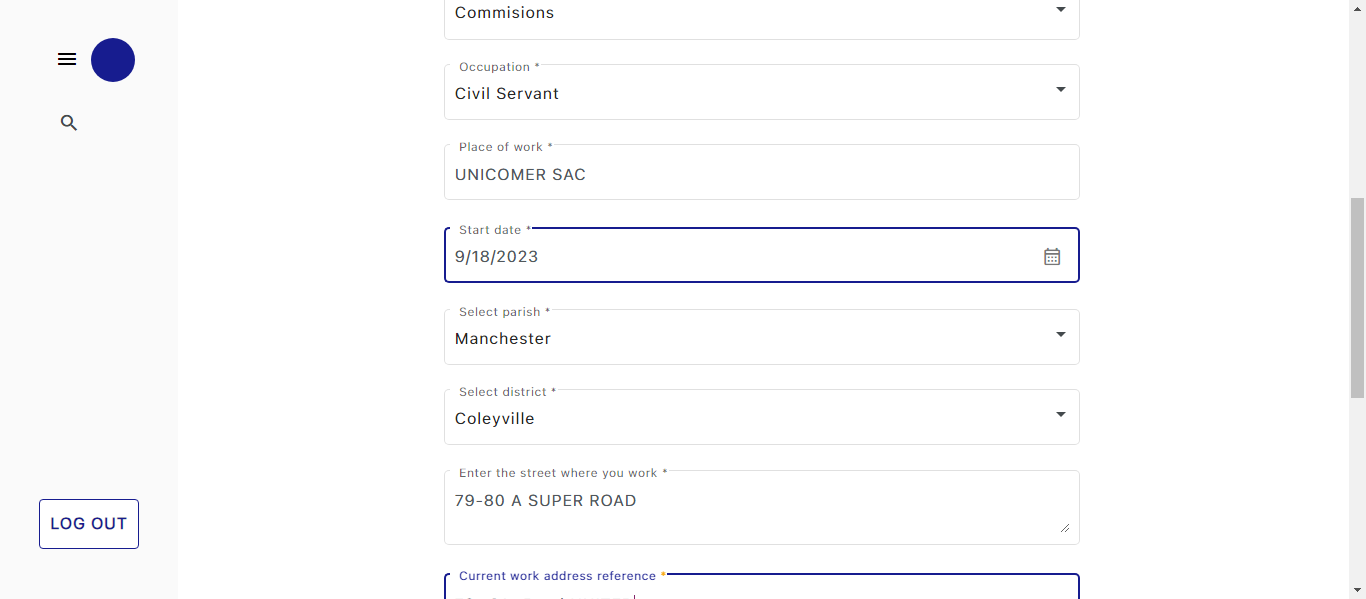 Commisions
Occupation *
Civil Servant
Place of work *
UNICOMER SAC
Start date *
9/18/2023
Select parish *
Manchester
Select district *
Coleyville
Enter the street where you work *
79-80 A SUPER ROAD
LOG OUT
Current work address reference *